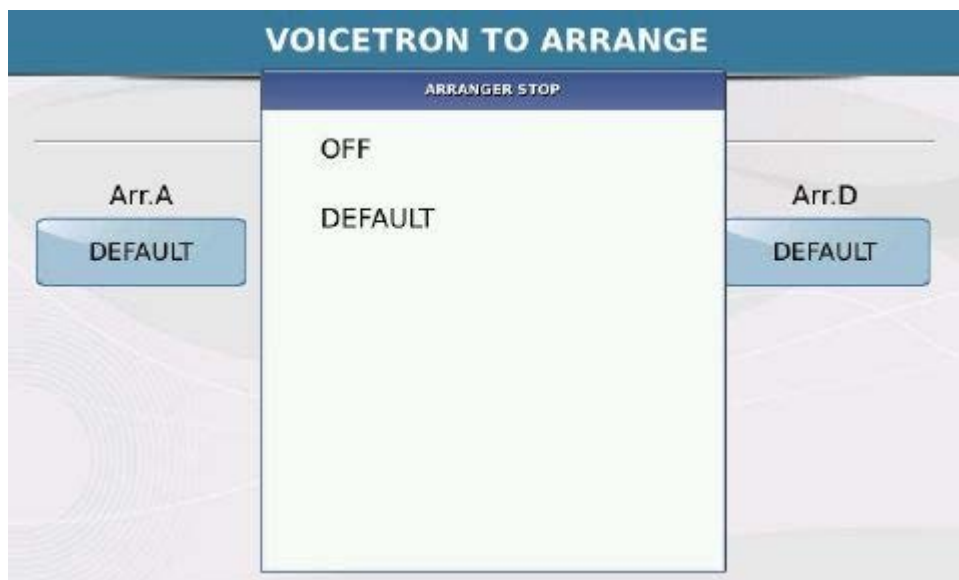 VOICETRON TO ARRANGE
ARRANGER STOP
OFF
DEFAULT
Arr.A
DEFAULT
Arr.D
DEFAULT